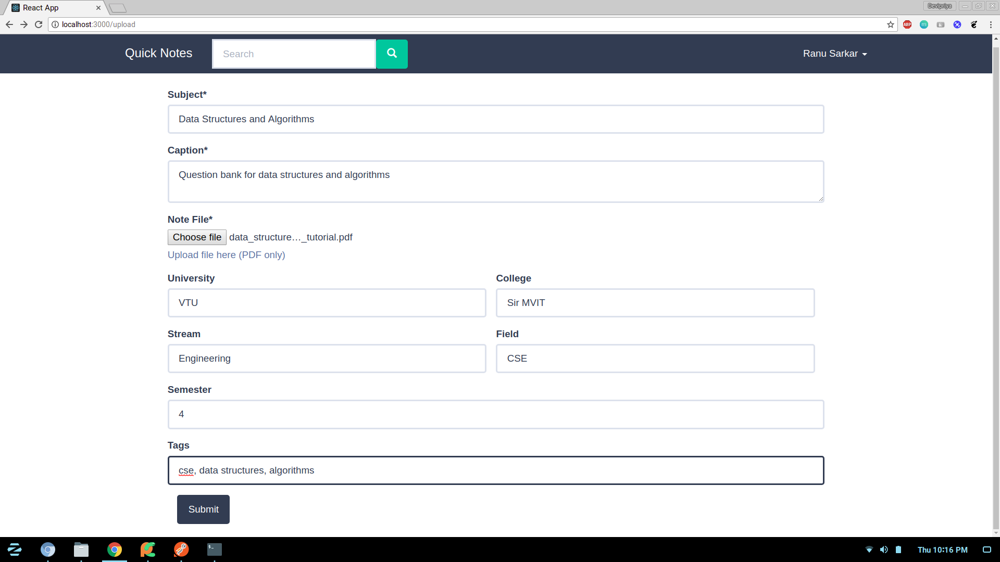 React App
Devipriya
localhost:3000/upload
ABP
Quick Notes
Search
Ranu Sarkar
Subject*
Data Structures and Algorithms
Caption*
Question bank for data structures and algorithms
Note File*
Choose file data_structure…_tutorial.pdf
Upload file here (PDF only)
University
College
VTU
Sir MVIT
Stream
Field
Engineering
CSE
Semester
4
Tags
cse, data structures, algorithms
Submit
Thu 10:16 PM